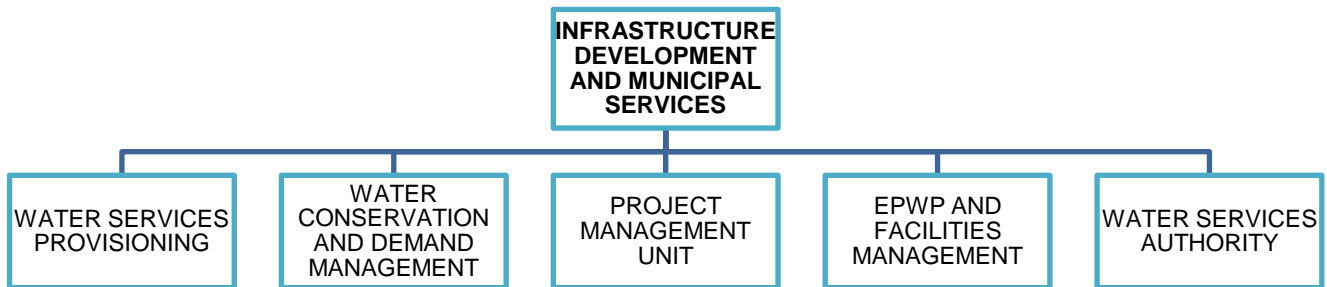 INFRASTRUCTURE
DEVELOPMENT
AND MUNICIPAL
SERVICES
WATER SERVICES
PROVISIONING
WATER
CONSERVATION
AND DEMAND
MANAGEMENT
PROJECT
MANAGEMENT
UNIT
EPWP AND
FACILITIES
MANAGEMENT
WATER SERVICES
AUTHORITY